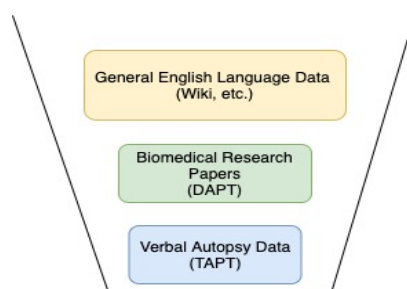 General English Language Data
(Wiki, etc.)
Biomedical Research
Papers
(DAPT)
Verbal Autopsy Data
(TAPT)